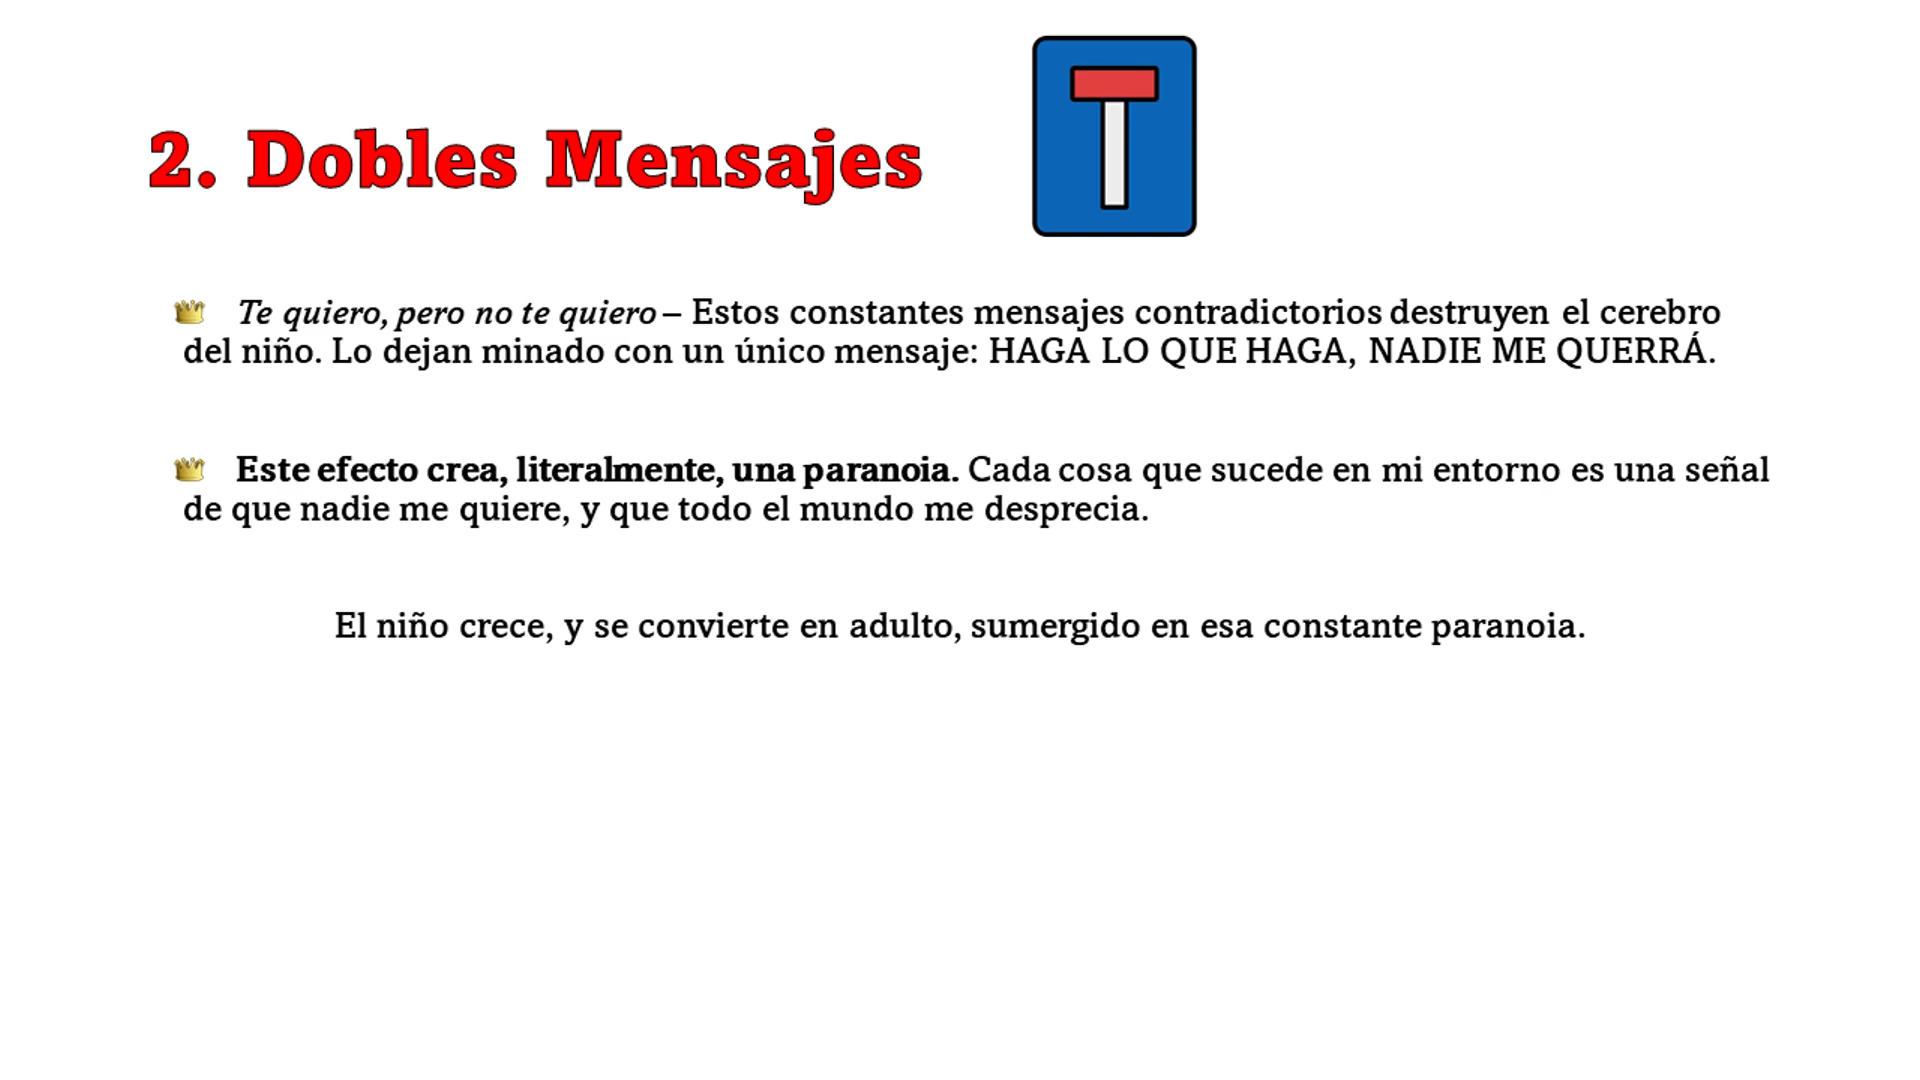 2. Dobles Mensajes
Te quiero, pero no te quiero – Estos constantes mensajes contradictorios destruyen el cerebro
del niño. Lo dejan minado con un único mensaje: HAGA LO QUE HAGA, NADIE ME QUERRÁ.
Este efecto crea, literalmente, una paranoia. Cada cosa que sucede en mi entorno es una señal
de que nadie me quiere, y que todo el mundo me desprecia.
El niño crece, y se convierte en adulto, sumergido en esa constante paranoia.